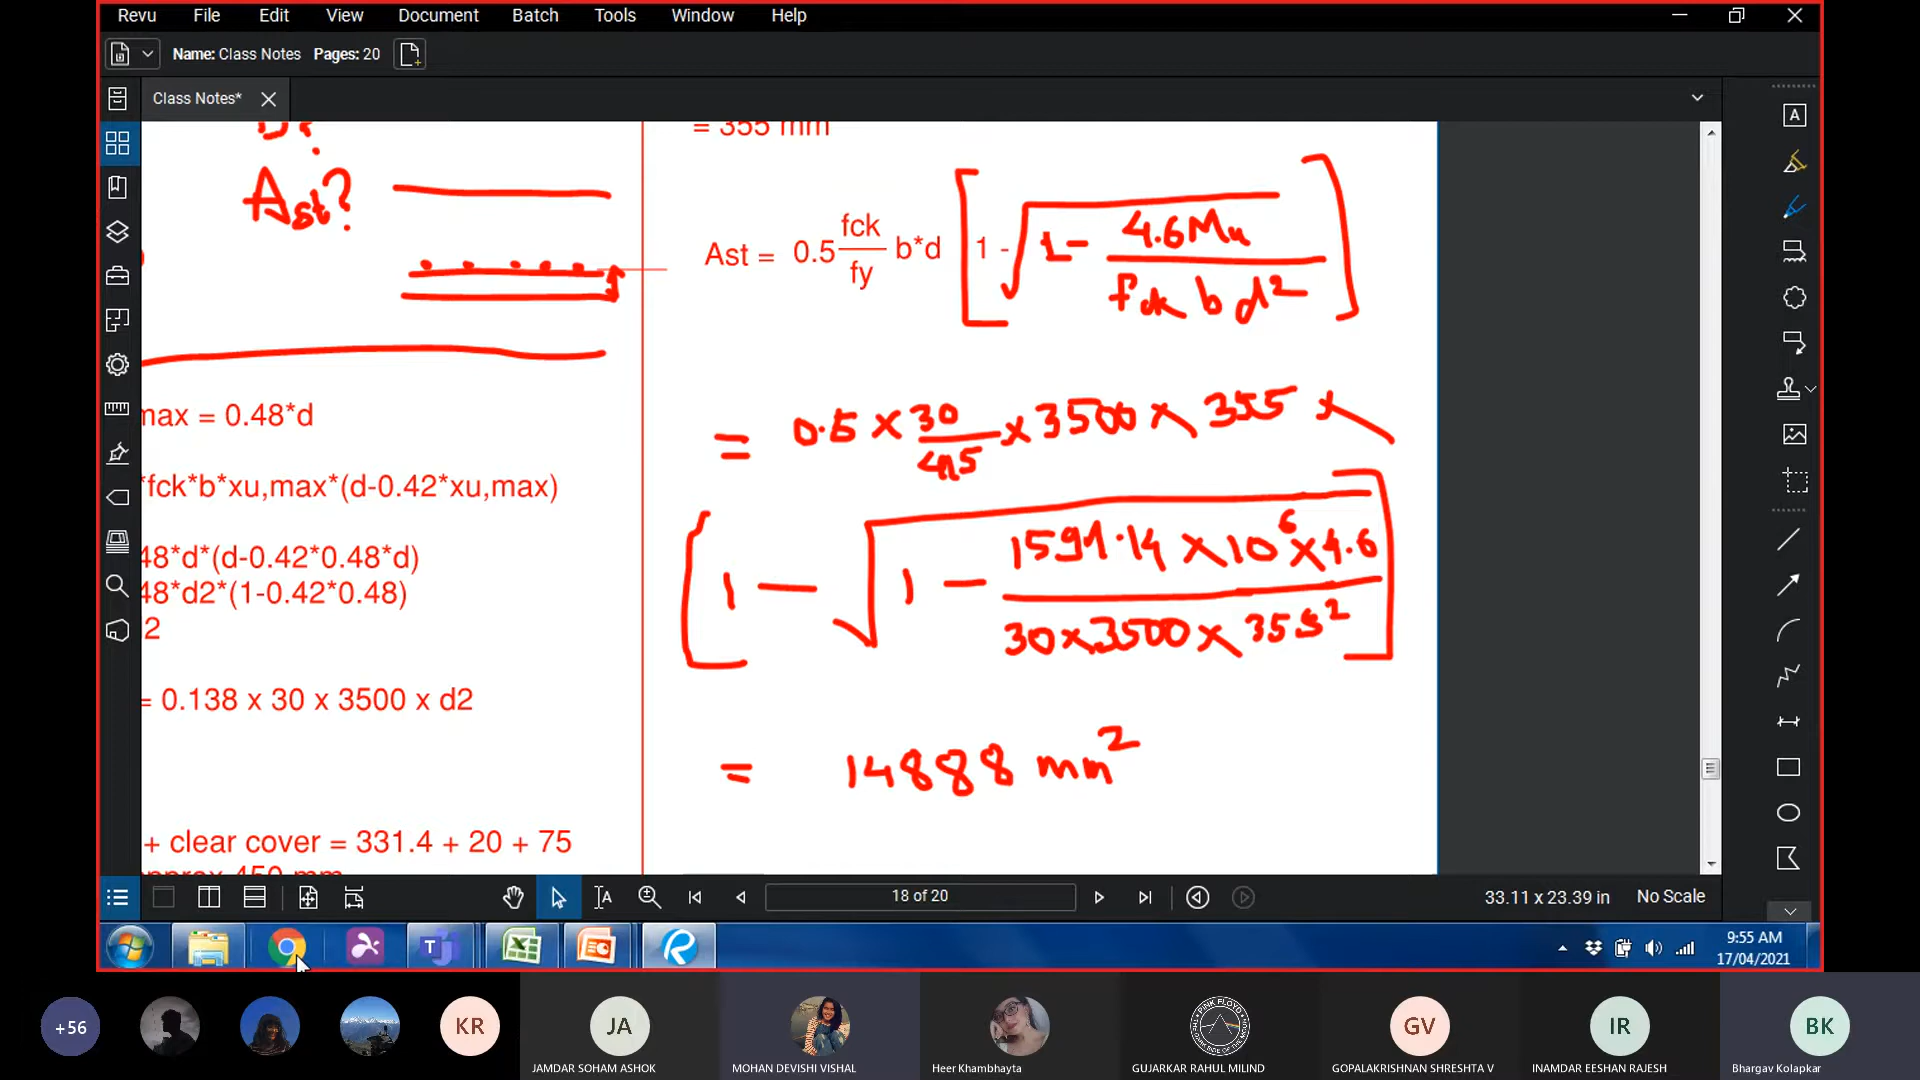 Revu File Edit View Document Batch Tools Window Help
Name: Class Notes Pages: 20
Class Notes*
D?
Ast?
max = 0.48*d
*fck*b*xu,max*(d-0.42*xu,max)
48*d*(d-0.42*0.48*d)
48*d2*(1-0.42*0.48)
2
= 0.138 x 30 x 3500 x d2
+ clear cover = 331.4 + 20 + 75
approx 450 mm
= 355 mm
Ast = 0.5 fck/fy b*d [1 - √1 - 4.6Mu/fck b d²]
= 0.5 × 30/415 × 3500 × 355 ×
[1 - √1 - 1591.14 × 10⁶ × 4.6/30 × 3500 × 355²]
= 14888 mm²
18 of 20
33.11 x 23.39 in No Scale
9:55 AM
17/04/2021
+56
KR
JA
JAMDAR SOHAM ASHOK
MOHAN DEVISHI VISHAL
Heer Khambhayta
PINK FLOYD
GUJARKAR RAHUL MILIND
GV
GOPALAKRISHNAN SHRESHTA V
IR
INAMDAR EESHAN RAJESH
BK
Bhargav Kolapkar